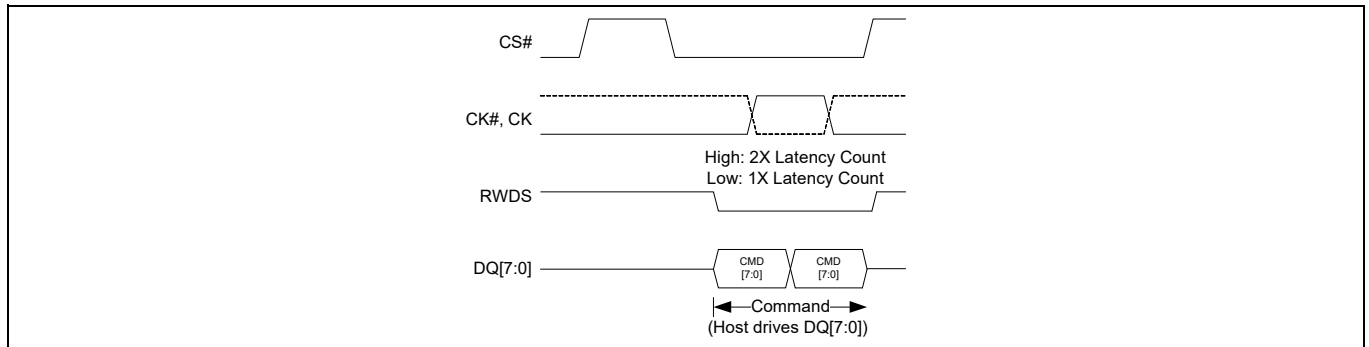 CS#
CK#, CK
High: 2X Latency Count
Low: 1X Latency Count
RWDS
DQ[7:0]
CMD
[7:0]
CMD
[7:0]
Command
(Host drives DQ[7:0])